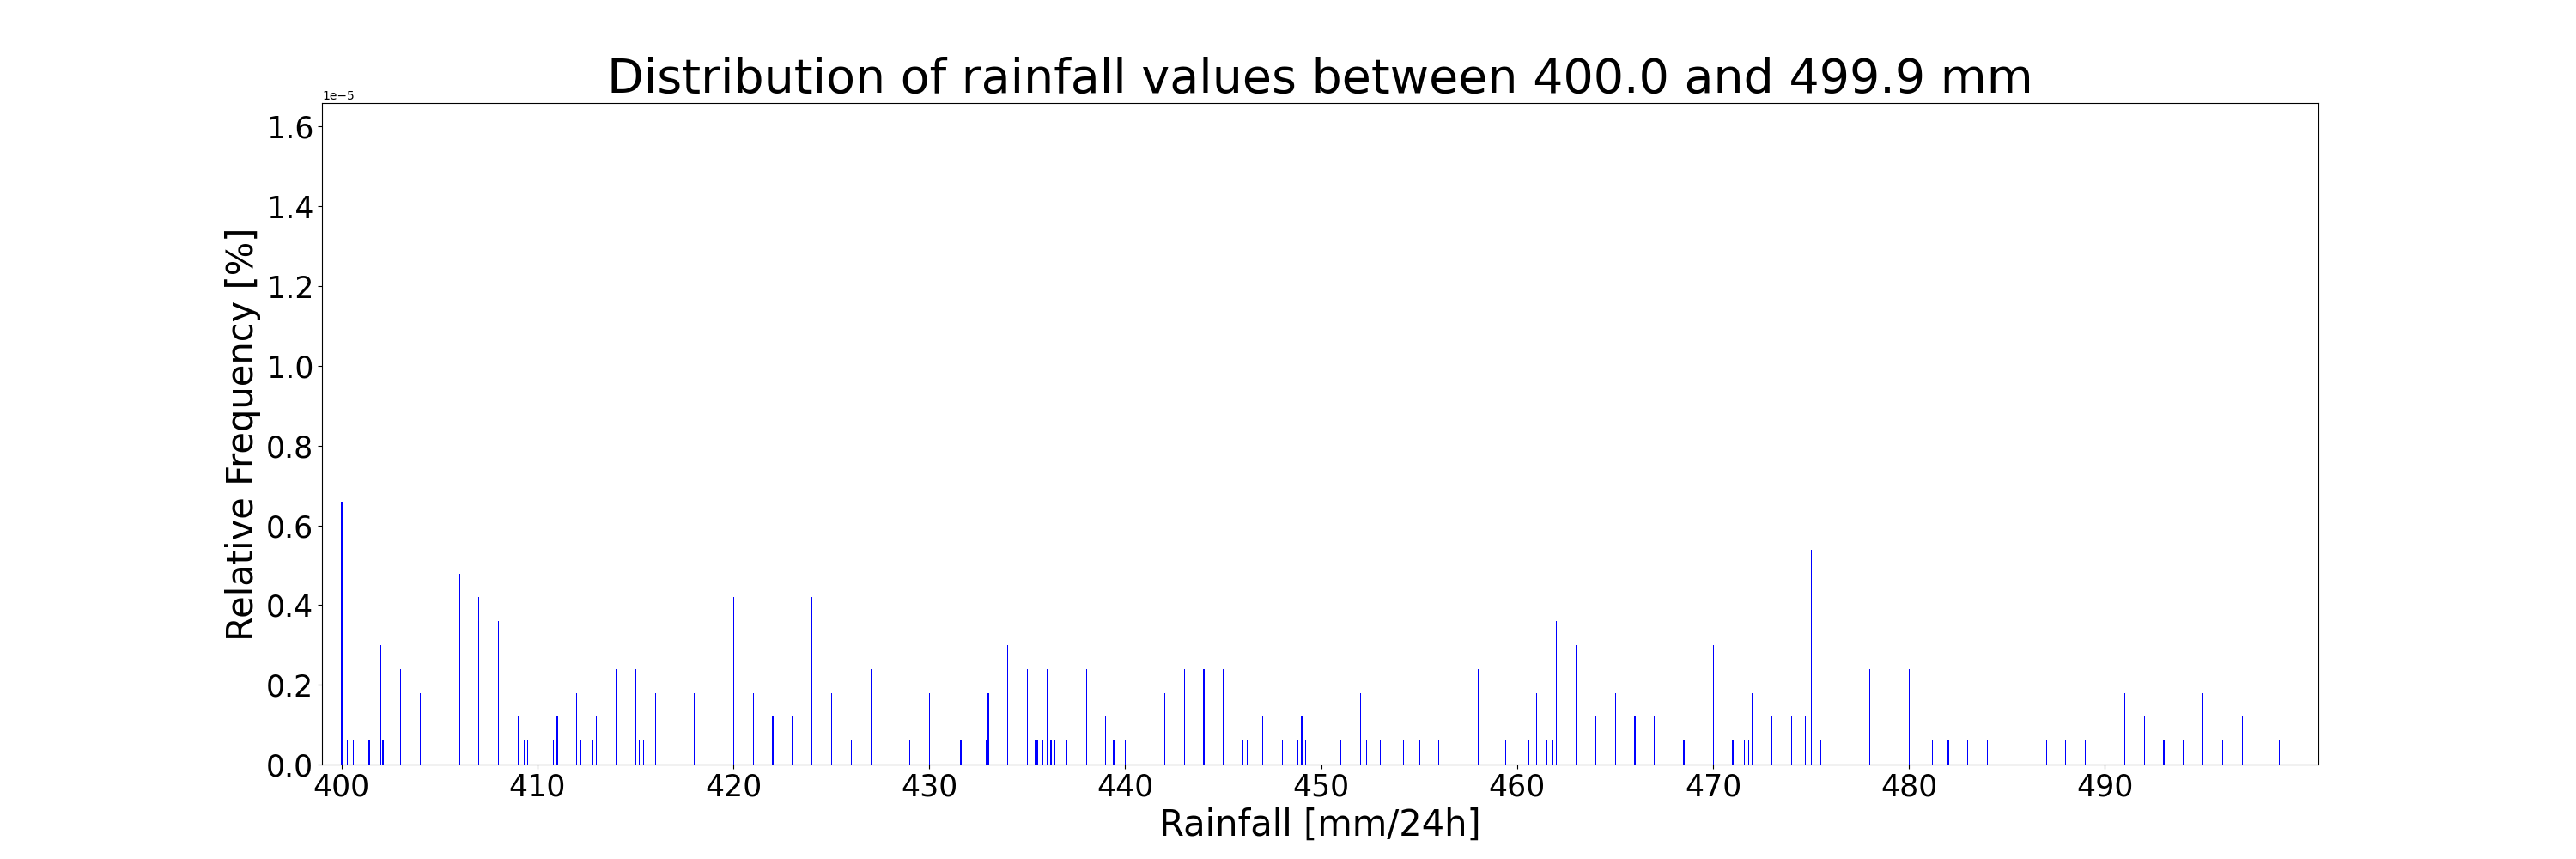 Distribution of rainfall values between 400.0 and 499.9 mm
1e−5
1.6
1.4
1.2
1.0
0.8
0.6
0.4
0.2
0.0
Relative Frequency [%]
400 410 420 430 440 450 460 470 480 490
Rainfall [mm/24h]